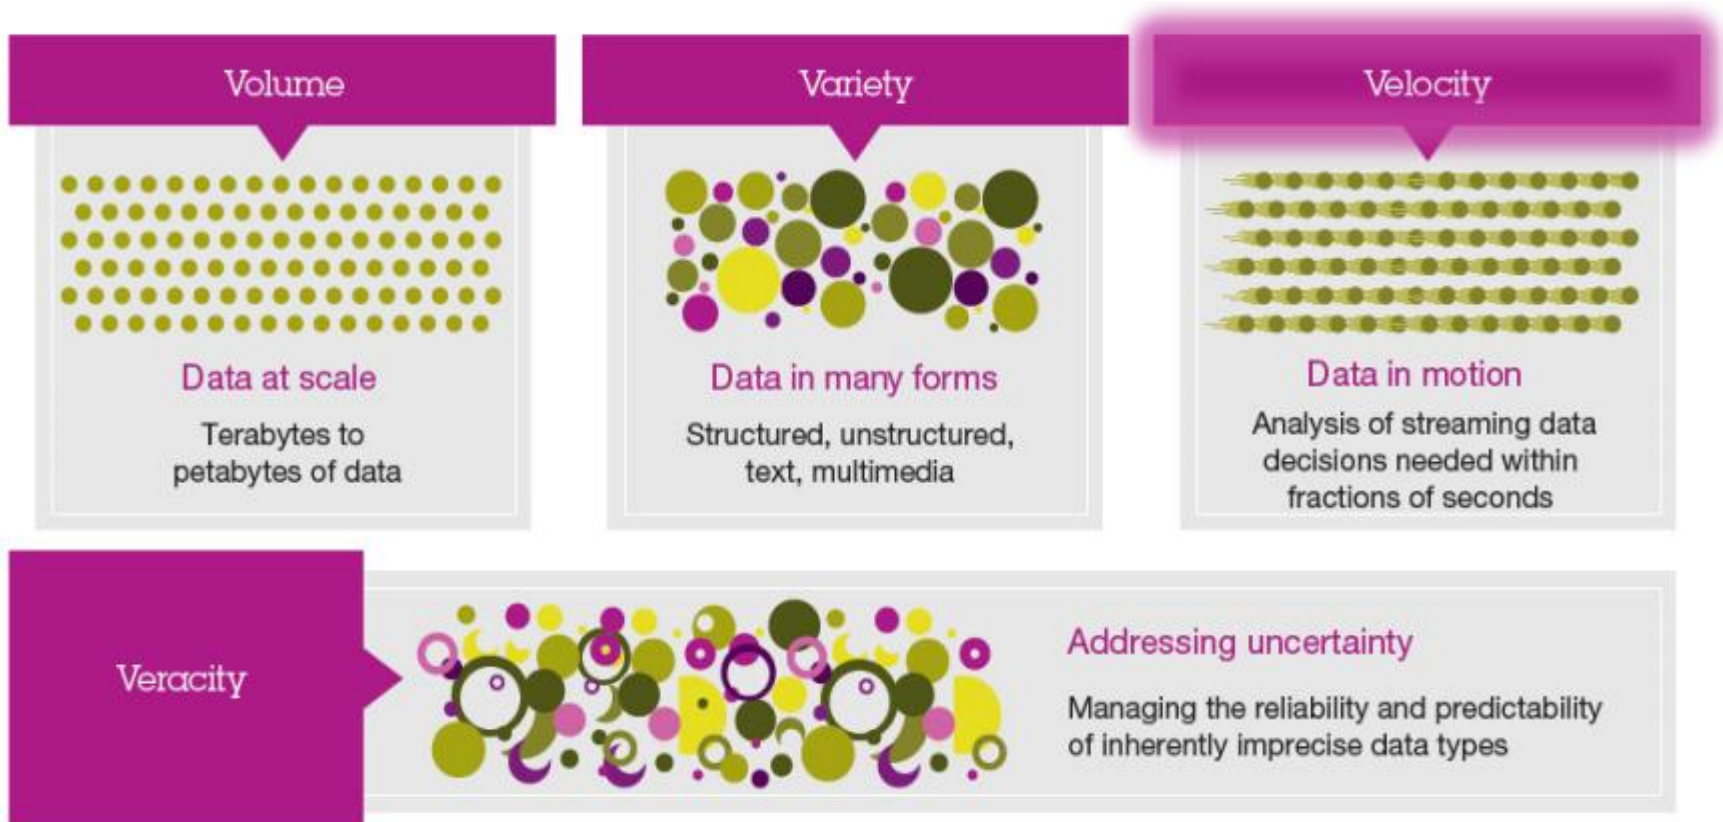 Volume
Data at scale
Terabytes to
petabytes of data
Variety
Data in many forms
Structured, unstructured,
text, multimedia
Velocity
Data in motion
Analysis of streaming data
decisions needed within
fractions of seconds
Veracity
Addressing uncertainty
Managing the reliability and predictability
of inherently imprecise data types